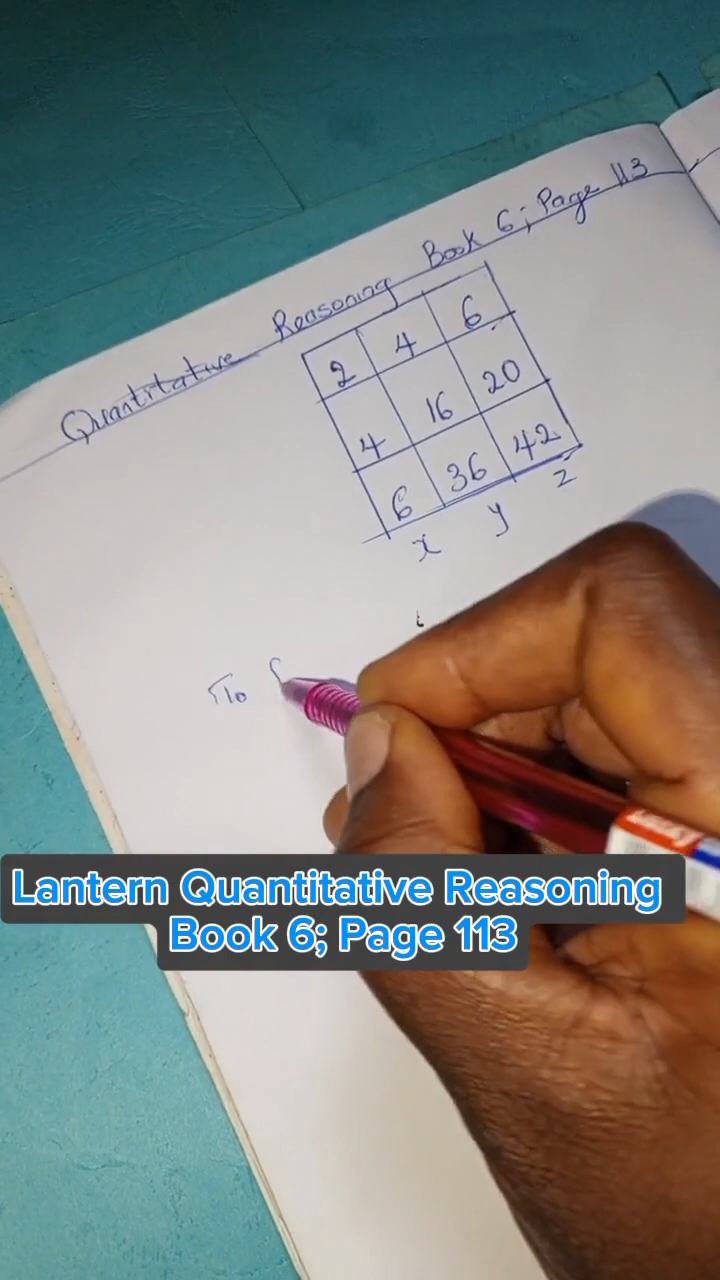 Quantitative Reasoning Book 6; Page 113
2 4 6
4 16 20
6 36 42
x y z
To
Lantern Quantitative Reasoning
Book 6; Page 113